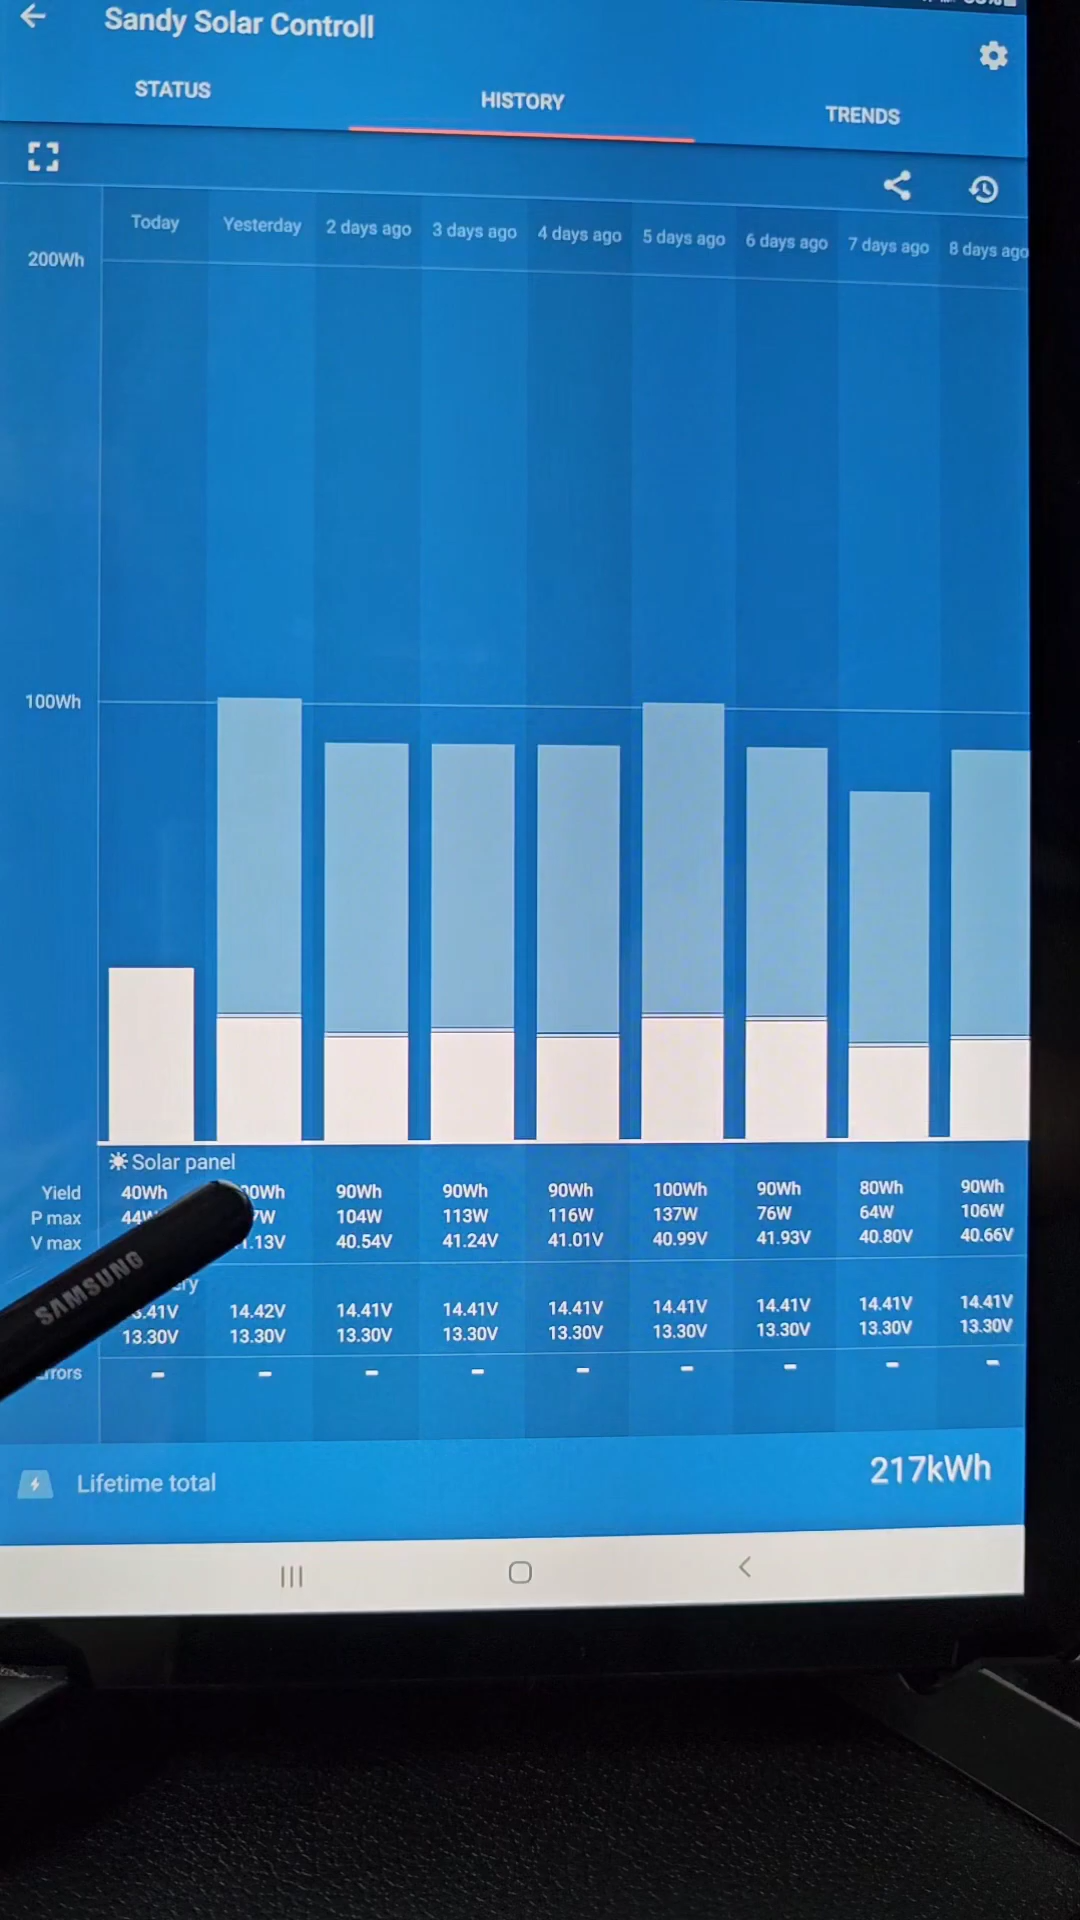 Sandy Solar Controll
STATUS HISTORY TRENDS
Today Yesterday 2 days ago 3 days ago 4 days ago 5 days ago 6 days ago 7 days ago 8 days ago
200Wh
100Wh
Solar panel
Yield 40Wh 90Wh 90Wh 90Wh 100Wh 90Wh 80Wh 90Wh
P max 104W 113W 116W 137W 76W 64W 106W
V max 40.54V 41.24V 41.01V 40.99V 41.93V 40.80V 40.66V
SAMSUNG
14.42V 14.41V 14.41V 14.41V 14.41V 14.41V 14.41V 14.41V
13.30V 13.30V 13.30V 13.30V 13.30V 13.30V 13.30V 13.30V 13.30V
- - - - - - - - -
Lifetime total 217kWh